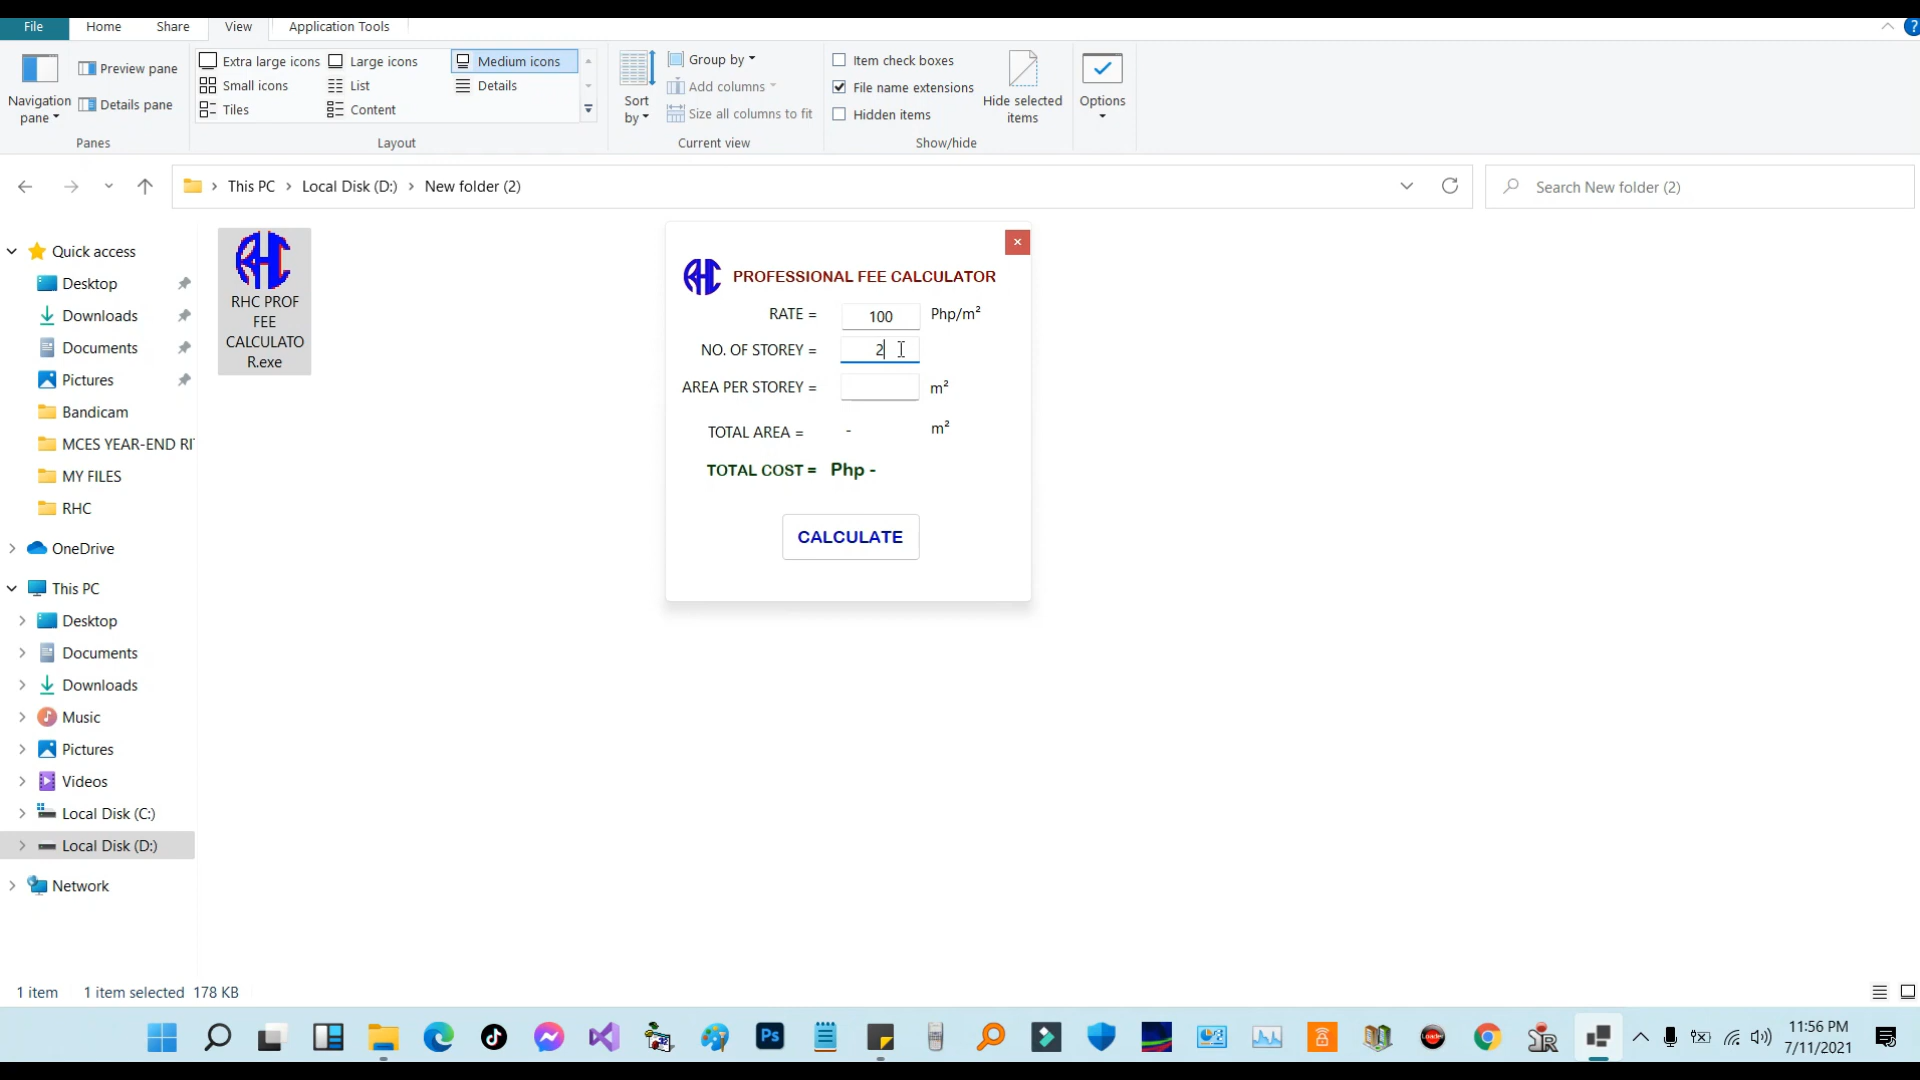 File Home Share View Application Tools
Navigation pane
Preview pane
Details pane
Panes
Extra large icons Large icons Medium icons
Small icons List Details
Tiles Content
Layout
Sort by
Group by
Add columns
Size all columns to fit
Current view
Item check boxes
File name extensions
Hidden items
Hide selected items
Show/hide
Options
This PC > Local Disk (D:) > New folder (2)
Search New folder (2)
Quick access
Desktop
Downloads
Documents
Pictures
Bandicam
MCES YEAR-END RI
MY FILES
RHC
OneDrive
This PC
Desktop
Documents
Downloads
Music
Pictures
Videos
Local Disk (C:)
Local Disk (D:)
Network
RHC
RHC PROF
FEE
CALCULATO
R.exe
RHC PROFESSIONAL FEE CALCULATOR
RATE = 100 Php/m²
NO. OF STOREY = 2
AREA PER STOREY = m²
TOTAL AREA = - m²
TOTAL COST = Php -
CALCULATE
1 item 1 item selected 178 KB
Ps
11:56 PM
7/11/2021